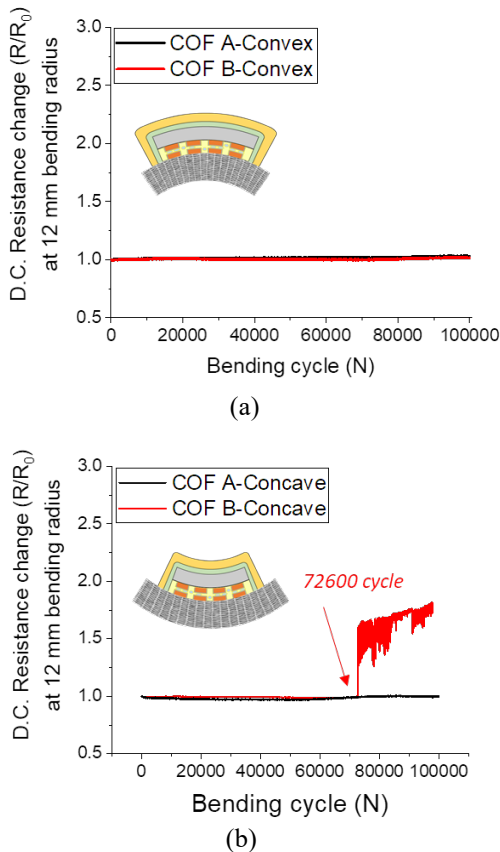 D.C. Resistance change (R/R₀)
at 12 mm bending radius
3.0
2.5
2.0
1.5
1.0
0.5
COF A-Convex
COF B-Convex
0 20000 40000 60000 80000 100000
Bending cycle (N)
(a)
D.C. Resistance change (R/R₀)
at 12 mm bending radius
3.0
2.5
2.0
1.5
1.0
0.5
COF A-Concave
COF B-Concave
72600 cycle
0 20000 40000 60000 80000 100000
Bending cycle (N)
(b)